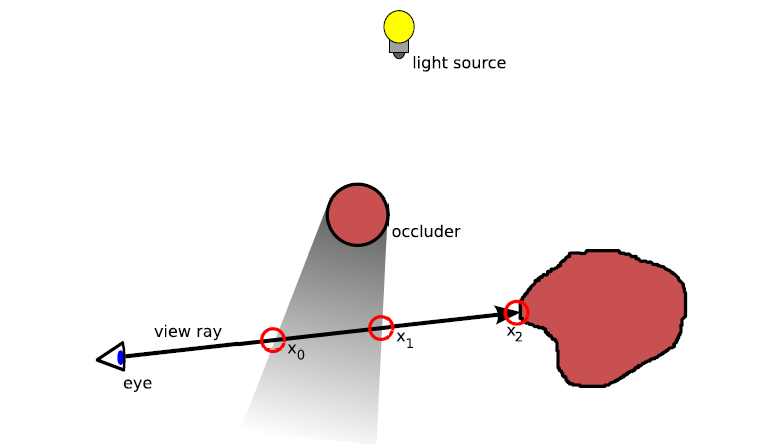 light source
occluder
view ray
x0
x1
x2
eye